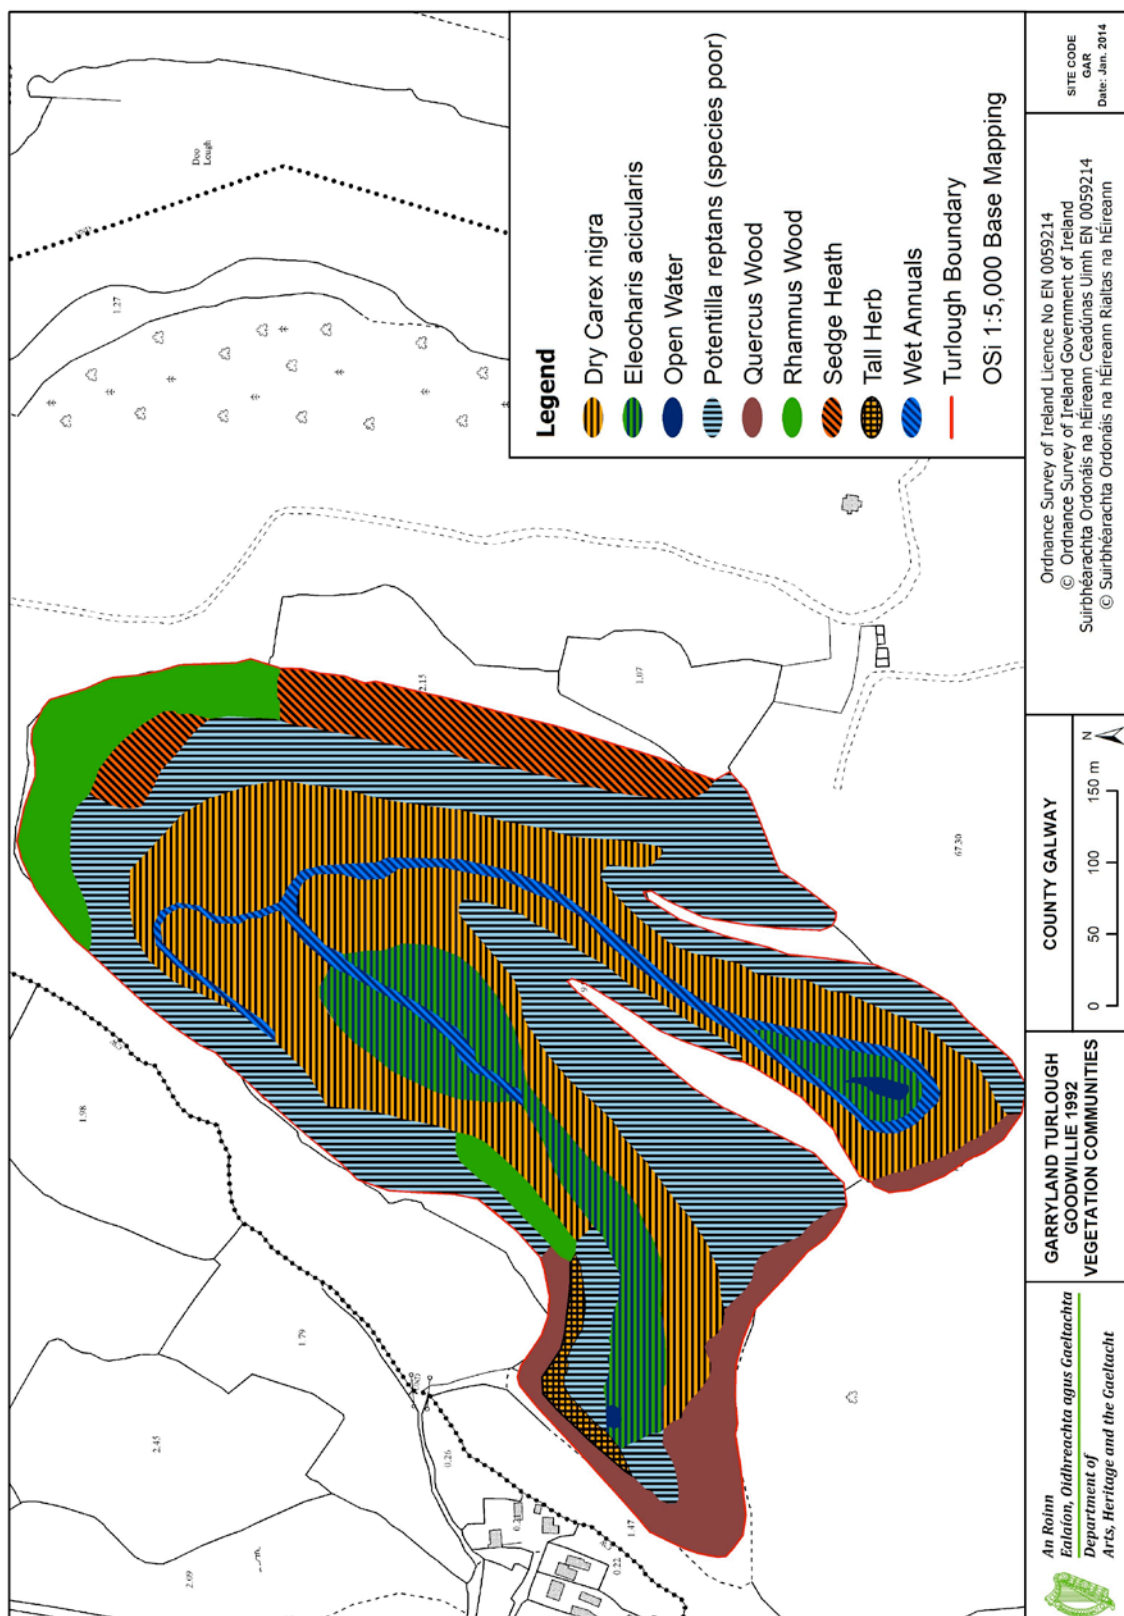 Doo
Lough
1.27
2.15
1.07
67.30
1.98
1.79
2.45
2.09
0.26
0.21
0.22
1.47
Legend
Dry Carex nigra
Eleocharis acicularis
Open Water
Potentilla reptans (species poor)
Quercus Wood
Rhamnus Wood
Sedge Heath
Tall Herb
Wet Annuals
Turlough Boundary
OSi 1:5,000 Base Mapping
An Roinn
Ealaíon, Oidhreachta agus Gaeltachta
Department of
Arts, Heritage and the Gaeltacht
GARRYLAND TURLOUGH
GOODWILLIE 1992
VEGETATION COMMUNITIES
COUNTY GALWAY
0 50 100 150 m
N
Ordnance Survey of Ireland Licence No EN 0059214
© Ordnance Survey of Ireland Government of Ireland
Suirbhéarachta Ordonáis na hÉireann Ceadúnas Uimh EN 0059214
© Suirbhéarachta Ordonáis na hÉireann Rialtas na hÉireann
SITE CODE
GAR
Date: Jan. 2014